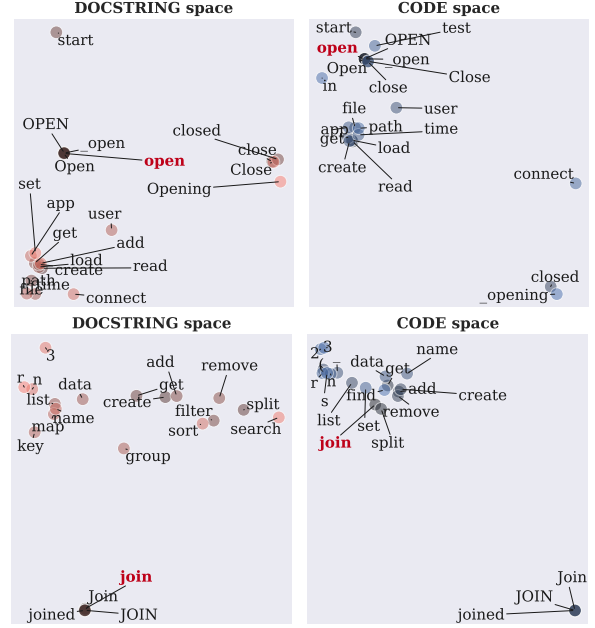 DOCSTRING space
start
OPEN
_open
closed
close
open
Open
Close
Opening
set
app
user
get
add
load
create
read
path
time
file
connect
CODE space
start
test
OPEN
open
_open
Open
Close
close
in
file
user
app
path
time
get
load
create
read
connect
closed
_opening
DOCSTRING space
3
add
remove
r
n
data
get
list
create
split
name
filter
map
sort
search
key
group
join
Join
joined
JOIN
CODE space
2
3
name
(
_
data
get
r
n
add
s
find
create
list
set
remove
join
split
Join
JOIN
joined